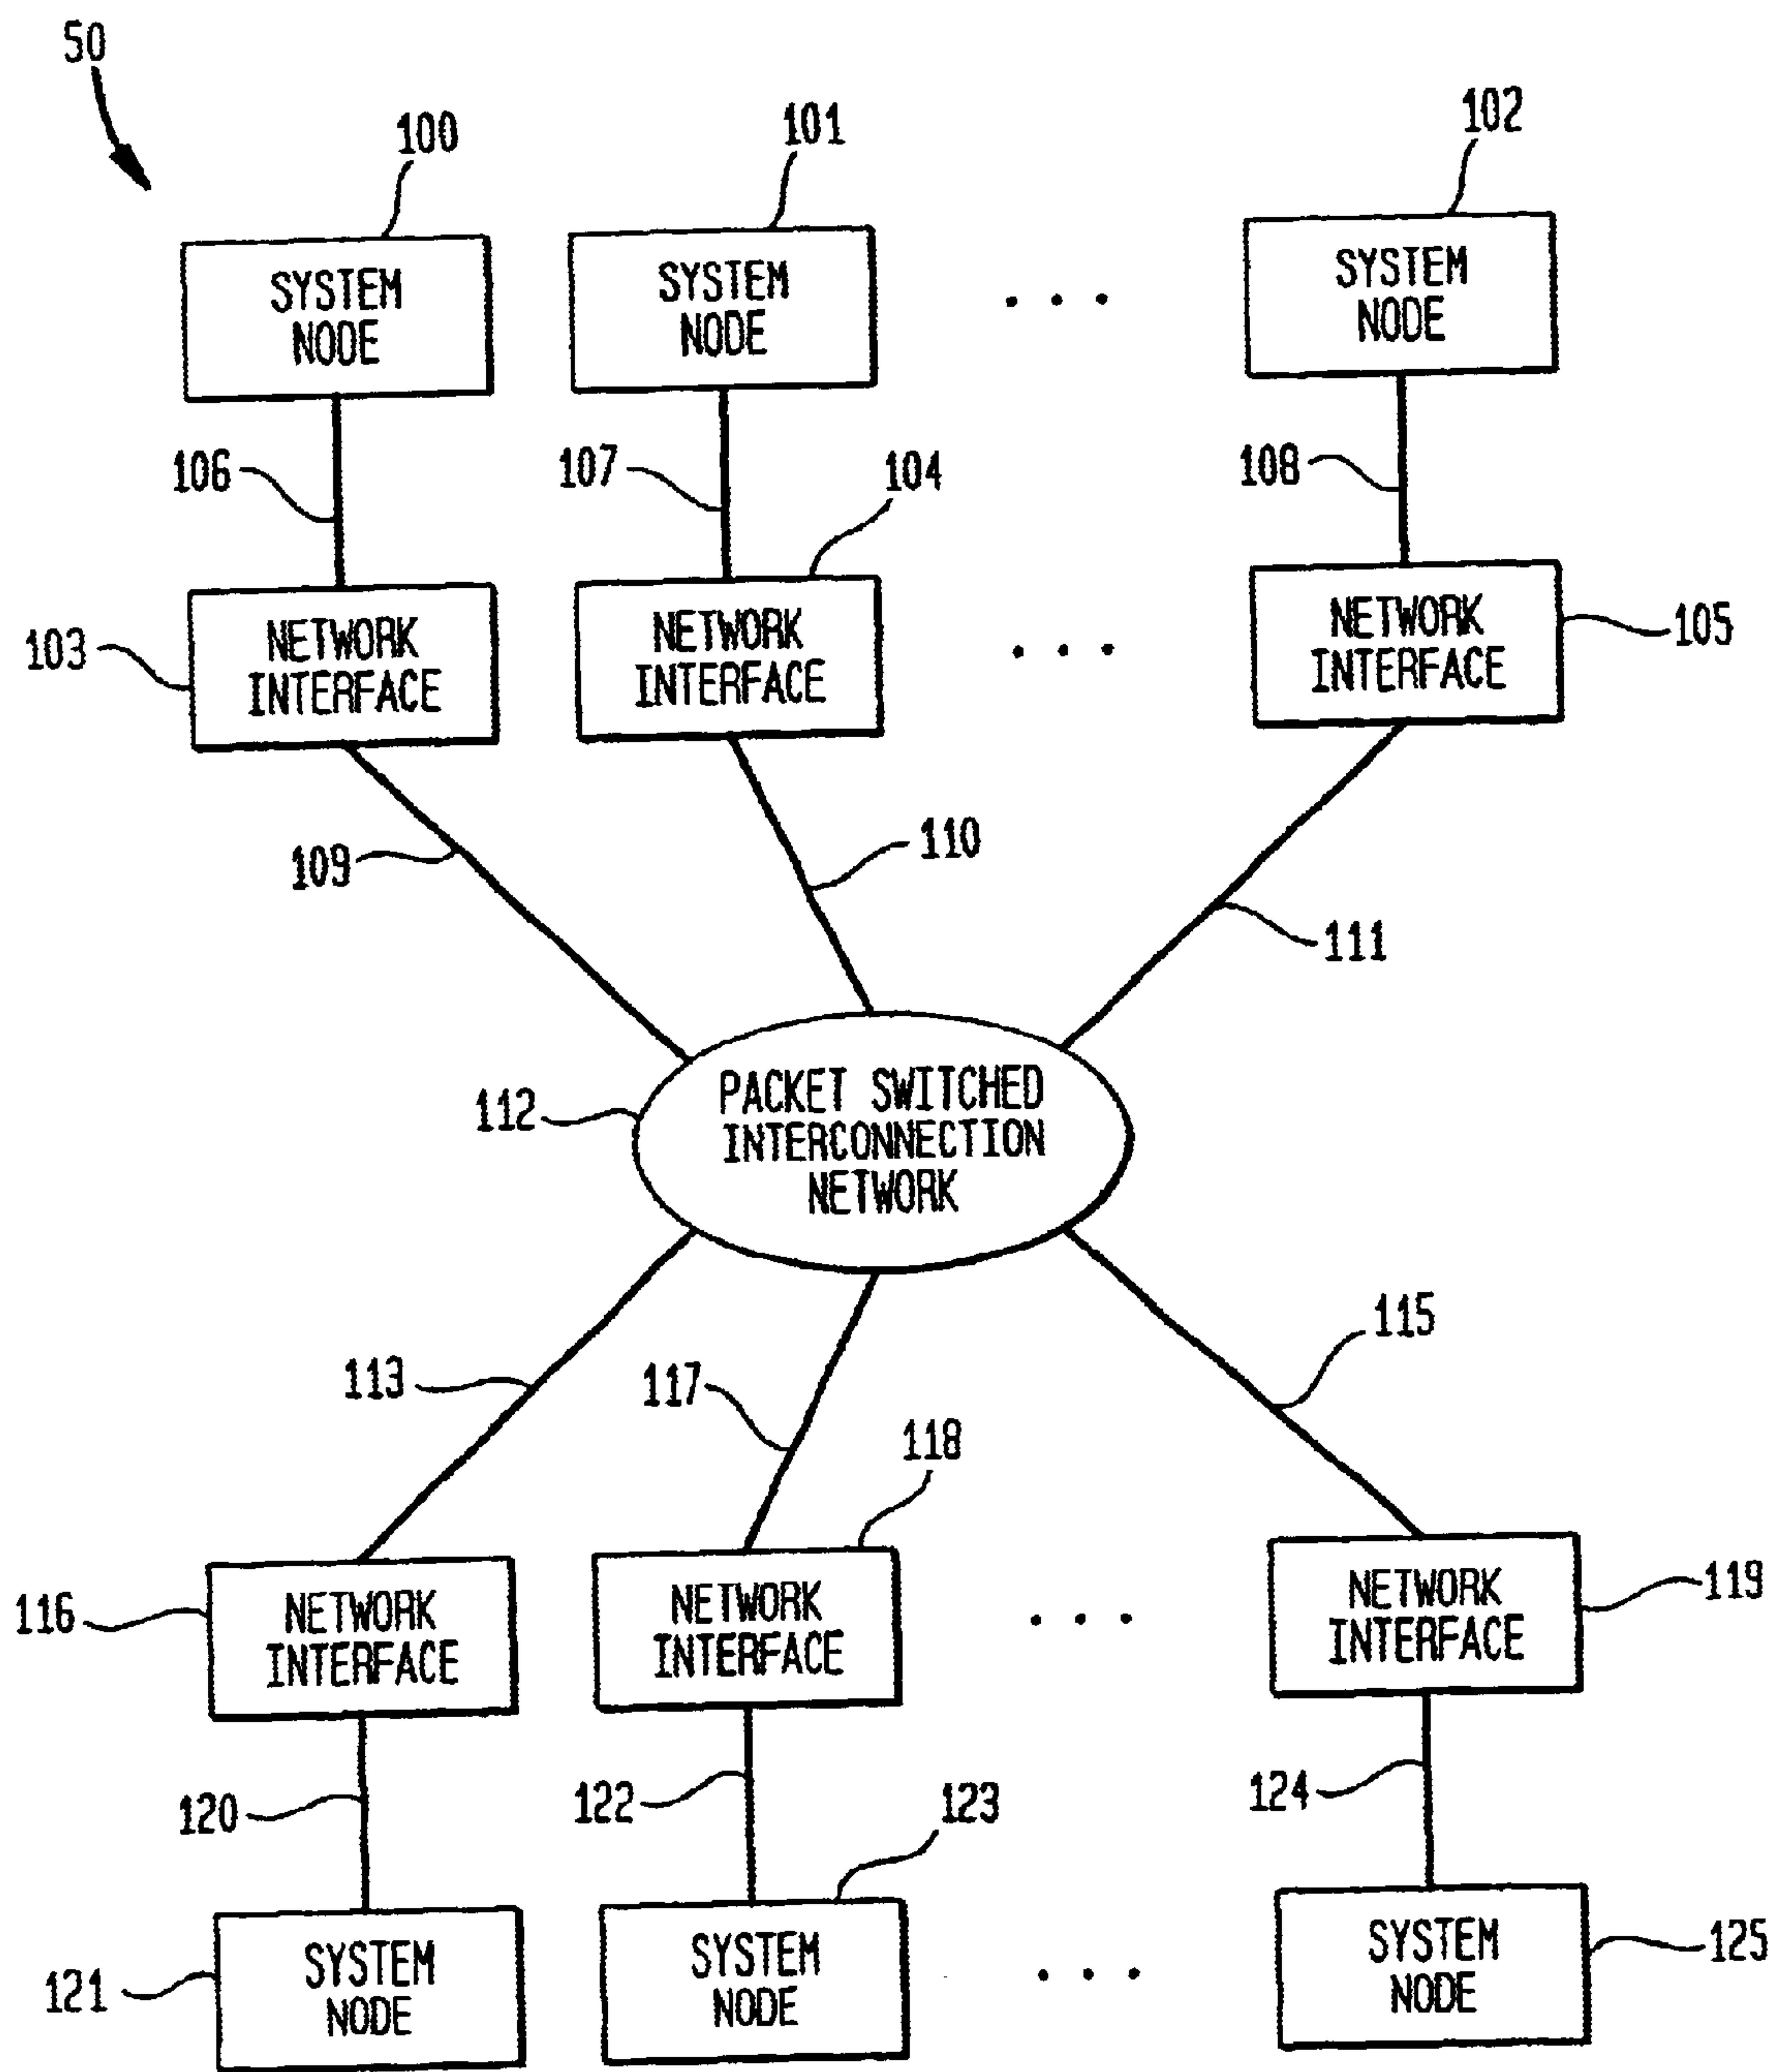 50
100
101
102
SYSTEM
NODE
SYSTEM
NODE
• • •
SYSTEM
NODE
106
107
104
108
103
NETWORK
INTERFACE
NETWORK
INTERFACE
• • •
NETWORK
INTERFACE
105
109
110
111
112
PACKET SWITCHED
INTERCONNECTION
NETWORK
113
117
118
115
116
NETWORK
INTERFACE
NETWORK
INTERFACE
• • •
NETWORK
INTERFACE
119
120
122
123
124
121
SYSTEM
NODE
SYSTEM
NODE
• • •
SYSTEM
NODE
125